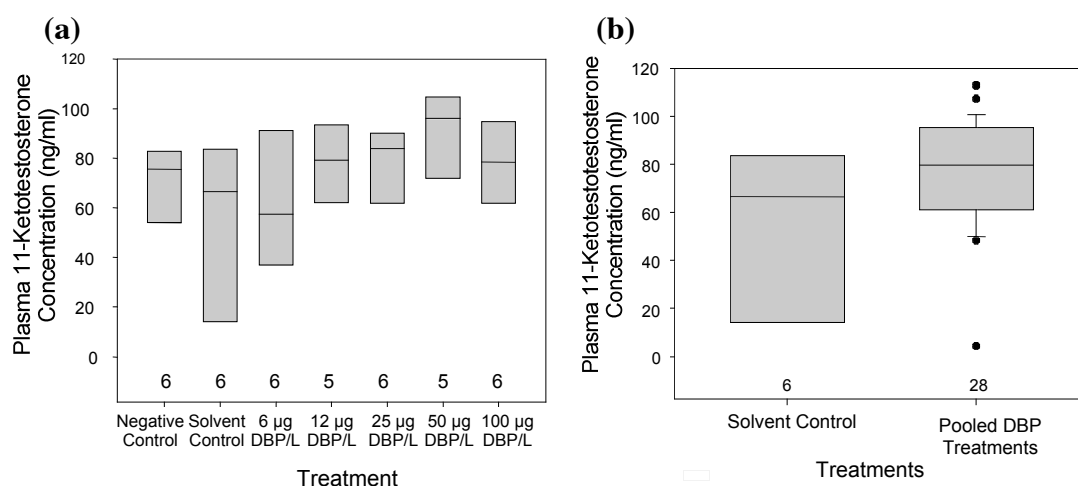 (a)
Plasma 11-Ketotestosterone
Concentration (ng/ml)
120
100
80
60
40
20
0
6 6 6 5 6 5 6
Negative Solvent 6 µg 12 µg 25 µg 50 µg 100 µg
Control Control DBP/L DBP/L DBP/L DBP/L DBP/L
Treatment
(b)
Plasma 11-Ketotestosterone
Concentration (ng/ml)
120
100
80
60
40
20
0
6 28
Solvent Control Pooled DBP
Treatments
Treatments